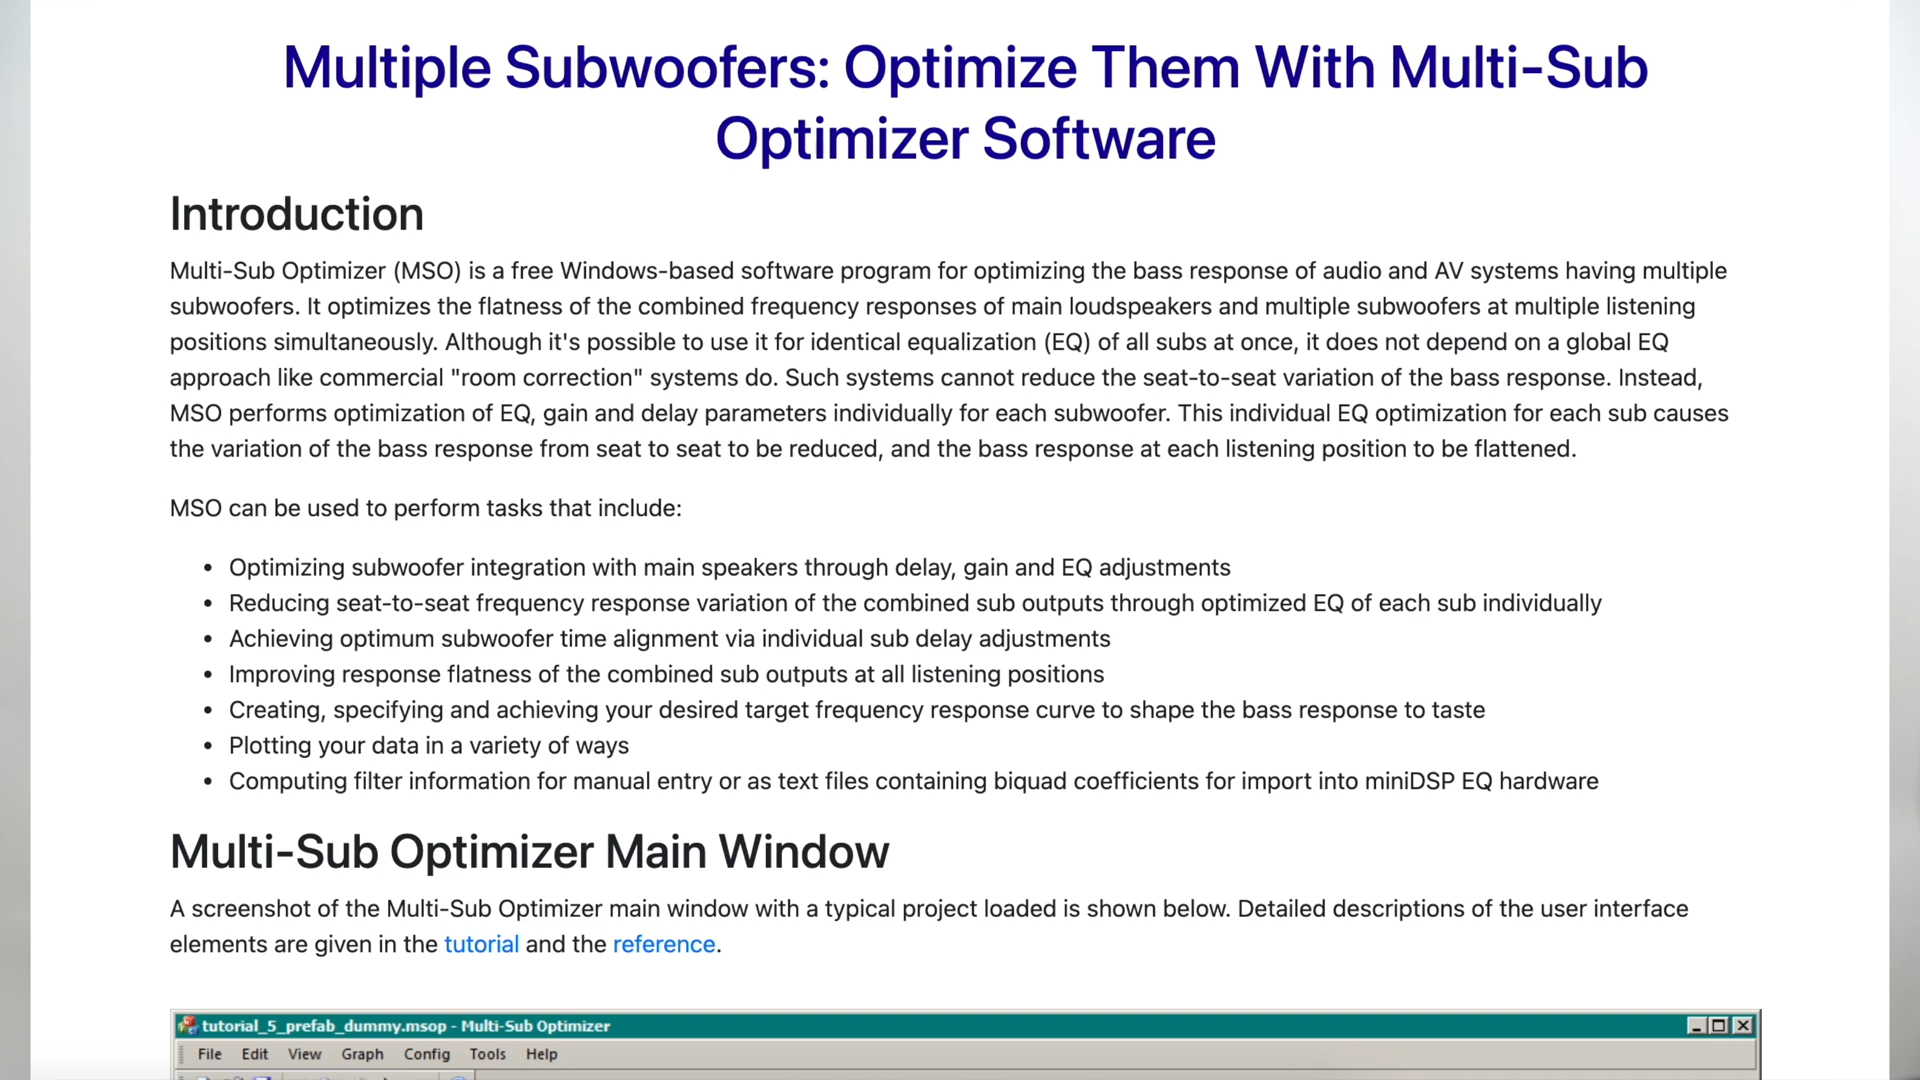 Multiple Subwoofers: Optimize Them With Multi-Sub
Optimizer Software
Introduction
Multi-Sub Optimizer (MSO) is a free Windows-based software program for optimizing the bass response of audio and AV systems having multiple
subwoofers. It optimizes the flatness of the combined frequency responses of main loudspeakers and multiple subwoofers at multiple listening
positions simultaneously. Although it's possible to use it for identical equalization (EQ) of all subs at once, it does not depend on a global EQ
approach like commercial "room correction" systems do. Such systems cannot reduce the seat-to-seat variation of the bass response. Instead,
MSO performs optimization of EQ, gain and delay parameters individually for each subwoofer. This individual EQ optimization for each sub causes
the variation of the bass response from seat to seat to be reduced, and the bass response at each listening position to be flattened.
MSO can be used to perform tasks that include:
• Optimizing subwoofer integration with main speakers through delay, gain and EQ adjustments
• Reducing seat-to-seat frequency response variation of the combined sub outputs through optimized EQ of each sub individually
• Achieving optimum subwoofer time alignment via individual sub delay adjustments
• Improving response flatness of the combined sub outputs at all listening positions
• Creating, specifying and achieving your desired target frequency response curve to shape the bass response to taste
• Plotting your data in a variety of ways
• Computing filter information for manual entry or as text files containing biquad coefficients for import into miniDSP EQ hardware
Multi-Sub Optimizer Main Window
A screenshot of the Multi-Sub Optimizer main window with a typical project loaded is shown below. Detailed descriptions of the user interface
elements are given in the tutorial and the reference.
tutorial_5_prefab_dummy.msop - Multi-Sub Optimizer
File Edit View Graph Config Tools Help